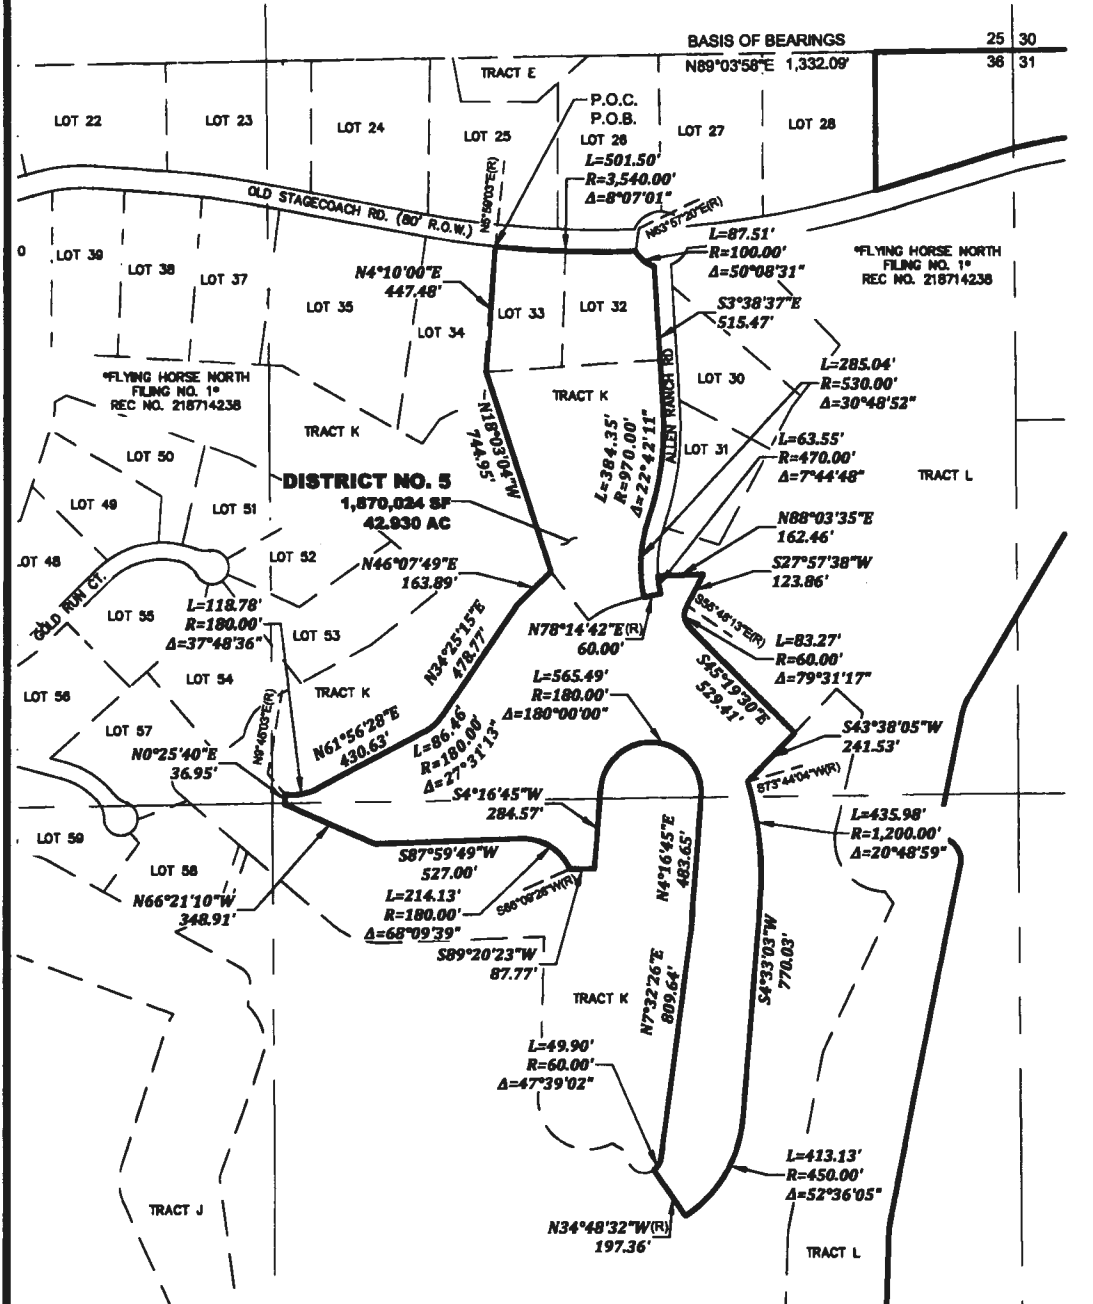 BASIS OF BEARINGS
N89°03'58"E 1,332.09'
25 30
36 31
TRACT E
P.O.C.
P.O.B.
LOT 22
LOT 23
LOT 24
LOT 25
LOT 26
LOT 27
LOT 28
L=501.50'
R=3,540.00'
Δ=8°07'01"
N5°59'03"E(R)
OLD STAGECOACH RD. (80' R.O.W.)
N63°57'20"E(R)
L=87.51'
R=100.00'
Δ=50°08'31"
"FLYING HORSE NORTH
FILING NO. 1"
REC NO. 218714238
0
LOT 39
LOT 38
LOT 37
LOT 35
LOT 34
LOT 33
LOT 32
N4°10'00"E
447.48'
S3°38'37"E
515.47'
ALLEN RANCH RD
LOT 30
LOT 31
L=285.04'
R=530.00'
Δ=30°48'52"
"FLYING HORSE NORTH
FILING NO. 1"
REC NO. 218714238
TRACT K
TRACT K
N18°03'04"W
744.95'
L=384.35'
R=970.00'
Δ=22°42'11"
L=63.55'
R=470.00'
Δ=7°44'48"
TRACT L
LOT 50
LOT 49
LOT 51
LOT 48
LOT 52
DISTRICT NO. 5
1,870,024 SF
42.930 AC
N88°03'35"E
162.46'
S27°57'38"W
123.86'
N46°07'49"E
163.89'
GOLD RUN CT.
LOT 55
L=118.78'
R=180.00'
Δ=37°48'36"
LOT 53
N34°25'15"E
478.77'
N78°14'42"E(R)
60.00'
S56°48'13"E(R)
L=83.27'
R=60.00'
Δ=79°31'17"
S45°19'30"E
529.41'
L=565.49'
R=180.00'
Δ=180°00'00"
LOT 54
LOT 56
LOT 57
TRACT K
N9°46'03"E(R)
N61°56'28"E
430.63'
L=86.46'
R=180.00'
Δ=27°31'13"
S43°38'05"W
241.53'
S73°44'04"W(R)
N0°25'40"E
36.95'
S4°16'45"W
284.57'
L=435.98'
R=1,200.00'
Δ=20°48'59"
LOT 59
LOT 58
N66°21'10"W
348.91'
S87°59'49"W
527.00'
L=214.13'
R=180.00'
Δ=68°09'39"
S66°09'28"W(R)
S89°20'23"W
87.77'
N4°16'45"E
483.65'
N7°32'26"E
809.64'
S4°33'03"W
770.03'
TRACT K
L=49.90'
R=60.00'
Δ=47°39'02"
L=413.13'
R=450.00'
Δ=52°36'05"
N34°48'32"W(R)
197.36'
TRACT J
TRACT L